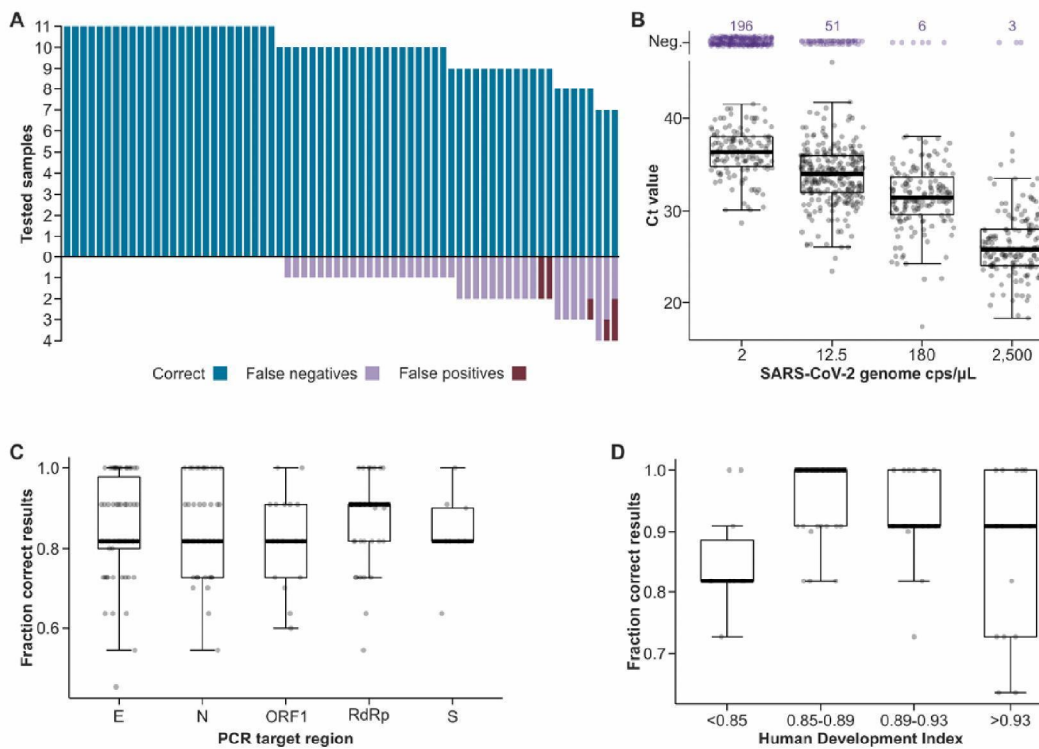 A
Tested samples
11
10
9
8
7
6
5
4
3
2
1
0
1
2
3
4
Correct False negatives False positives
B
196 51 6 3
Neg.
Ct value
40
30
20
2 12.5 180 2,500
SARS-CoV-2 genome cps/µL
C
Fraction correct results
1.0
0.8
0.6
E N ORF1 RdRp S
PCR target region
D
Fraction correct results
1.0
0.9
0.8
0.7
<0.85 0.85-0.89 0.89-0.93 >0.93
Human Development Index